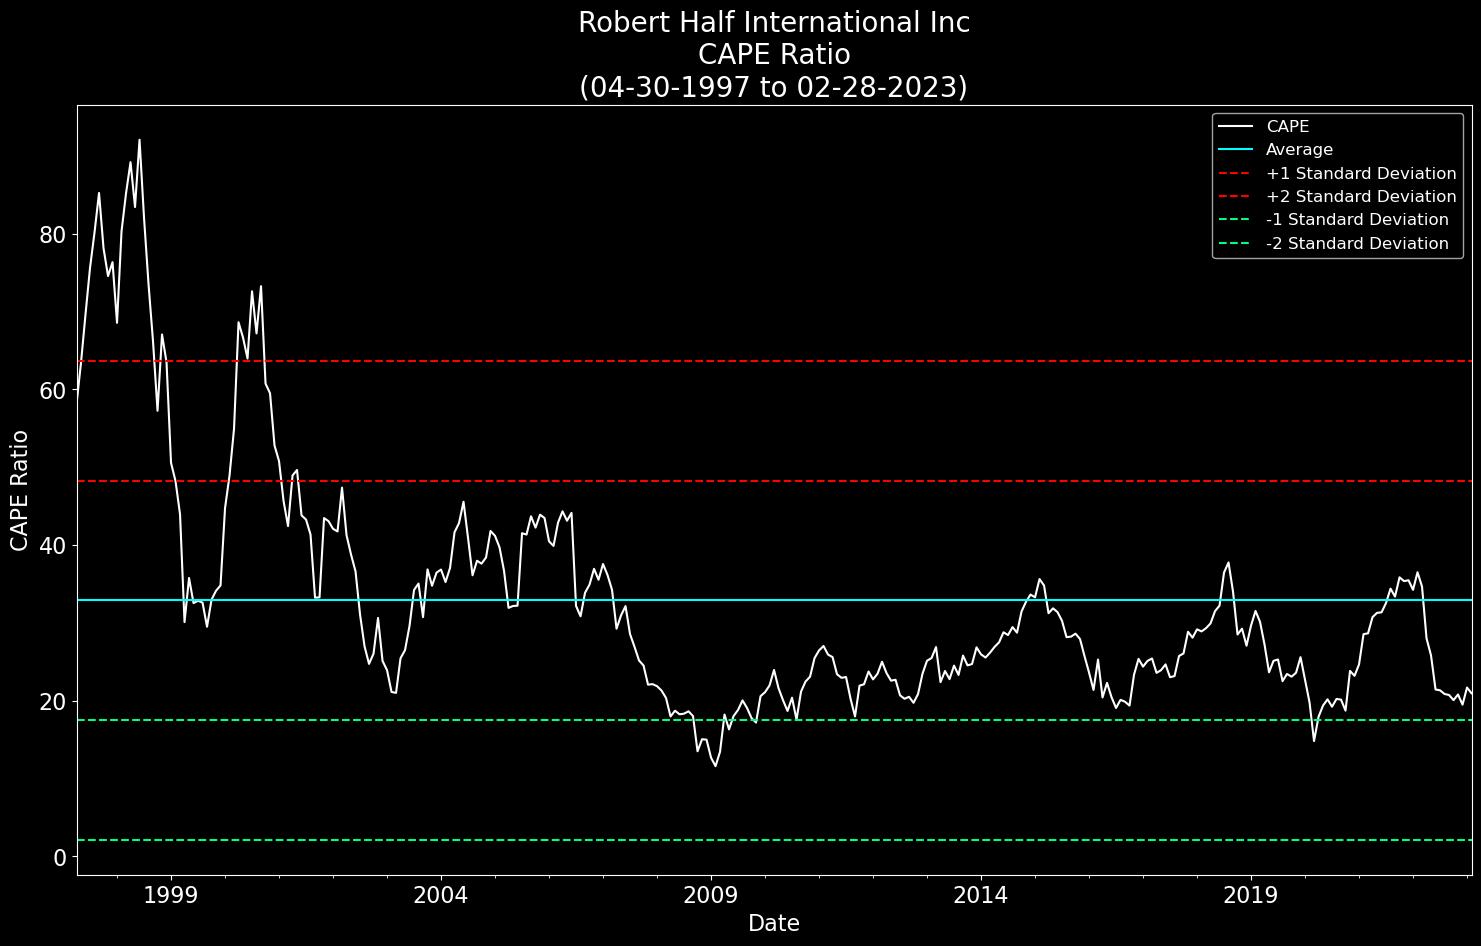 Robert Half International Inc
CAPE Ratio
(04-30-1997 to 02-28-2023)
CAPE
Average
+1 Standard Deviation
+2 Standard Deviation
-1 Standard Deviation
-2 Standard Deviation
CAPE Ratio
80
60
40
20
0
1999 2004 2009 2014 2019
Date